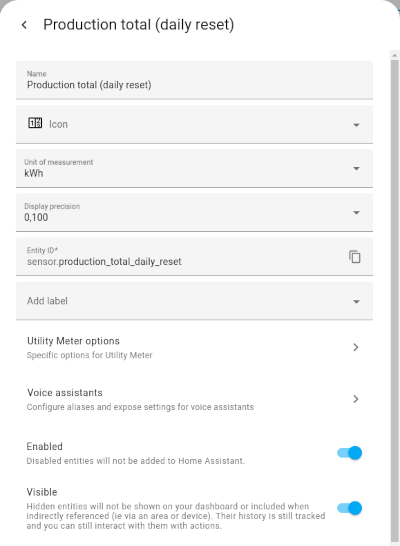 Production total (daily reset)
Name
Production total (daily reset)
Icon
Unit of measurement
kWh
Display precision
0,100
Entity ID*
sensor.production_total_daily_reset
Add label
Utility Meter options
Specific options for Utility Meter
Voice assistants
Configure aliases and expose settings for voice assistants
Enabled
Disabled entities will not be added to Home Assistant.
Visible
Hidden entities will not be shown on your dashboard or included when
indirectly referenced (ie via an area or device). Their history is still tracked
and you can still interact with them with actions.